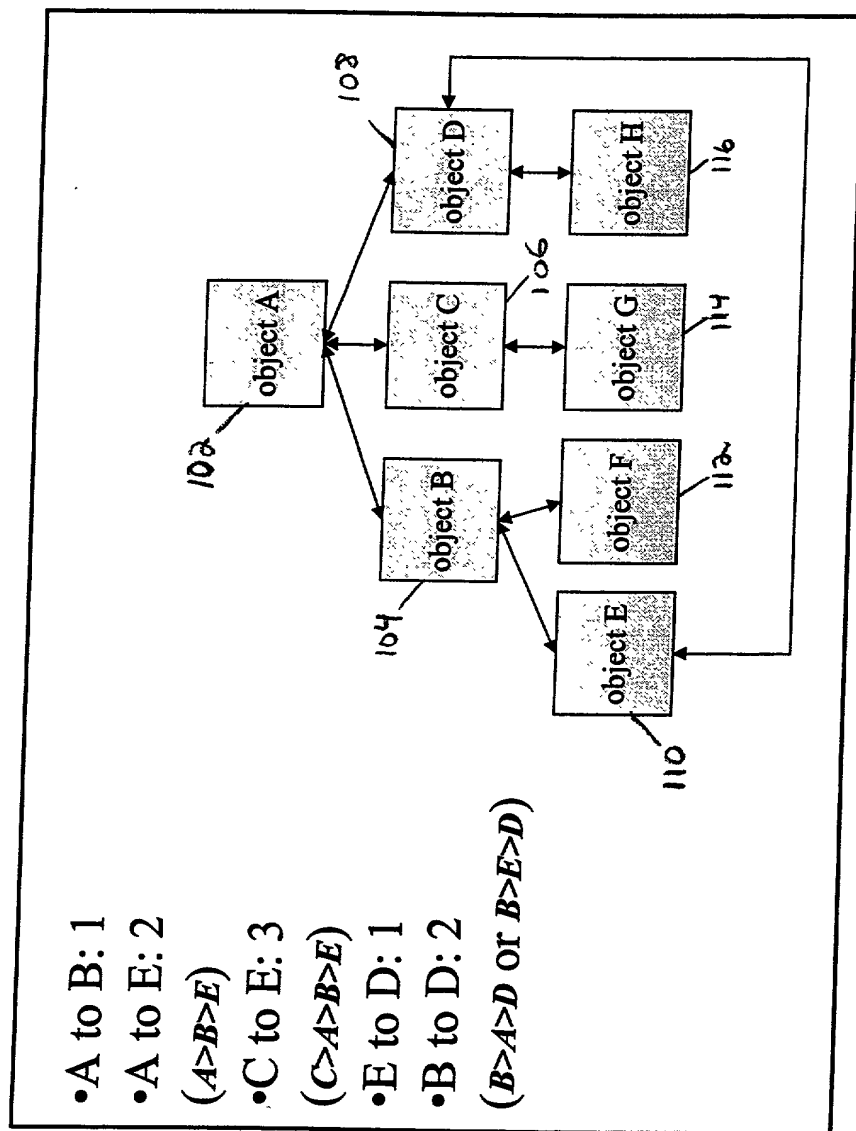 •A to B: 1
•A to E: 2
(A>B>E)
•C to E: 3
(C>A>B>E)
•E to D: 1
•B to D: 2
(B>A>D or B>E>D)
102
object A
104
object B
object C
106
object D
108
110
object E
object F
112
object G
114
object H
116